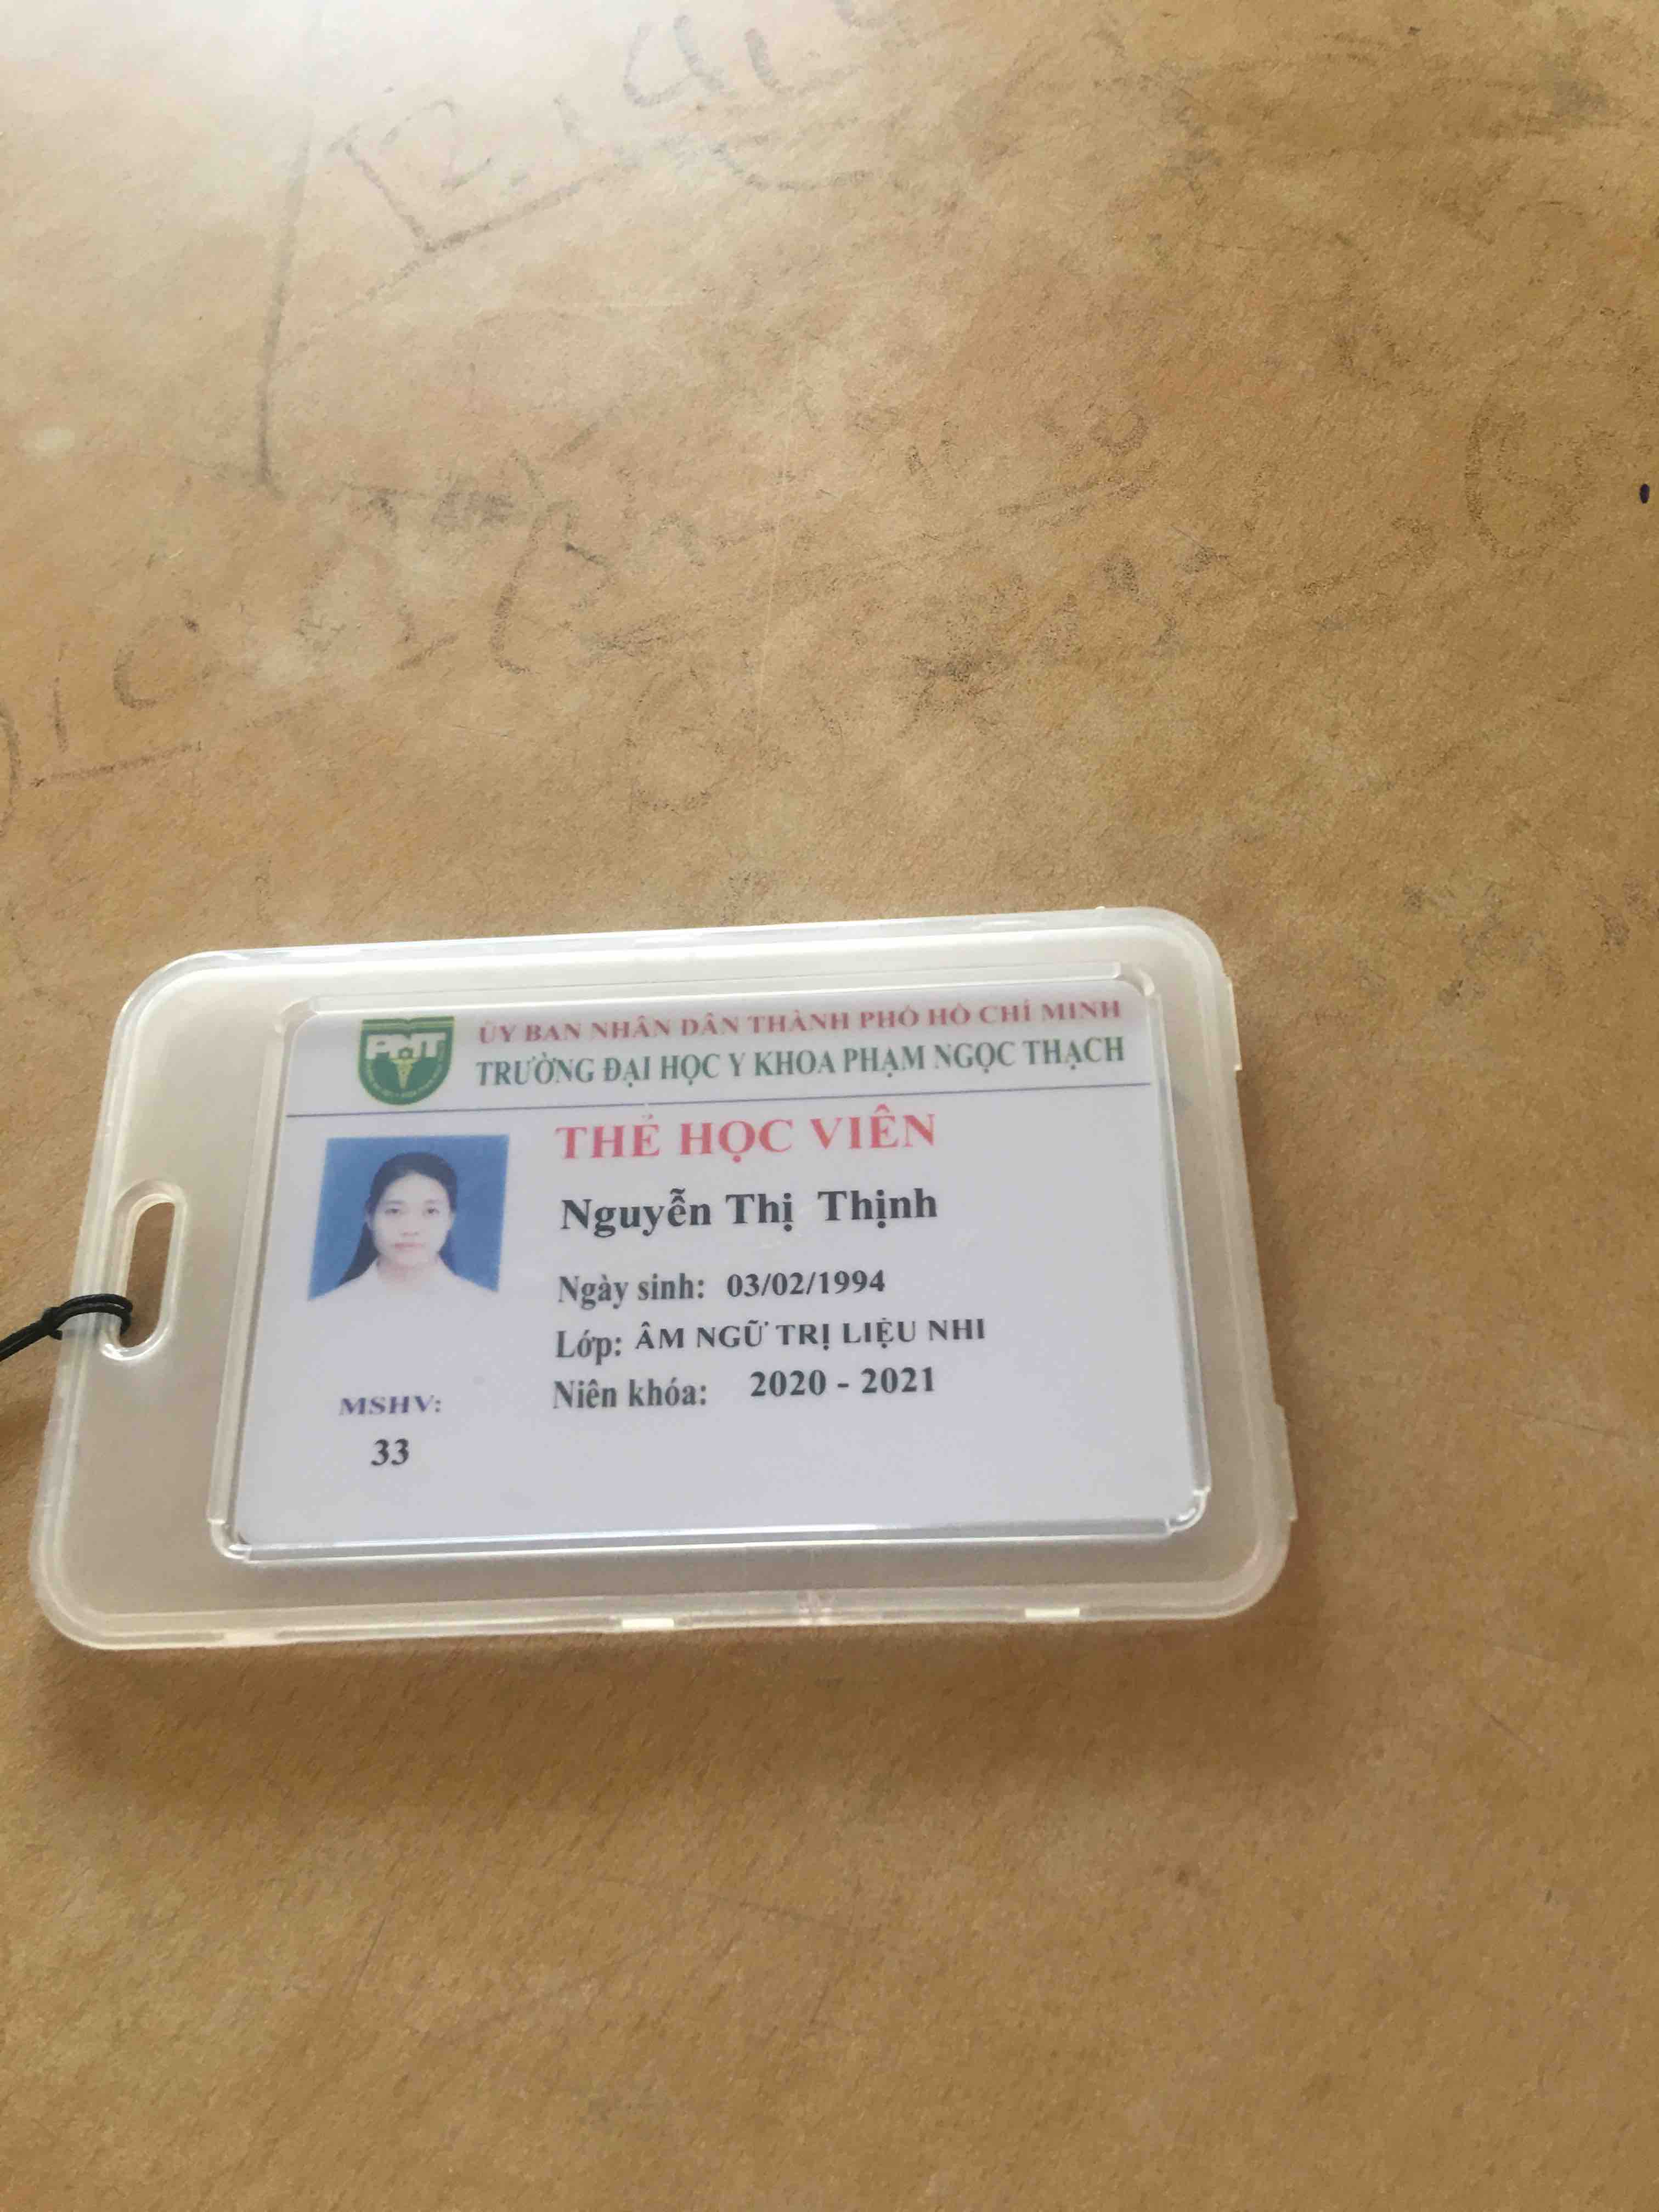 PNT
ỦY BAN NHÂN DÂN THÀNH PHỐ HỒ CHÍ MINH
TRƯỜNG ĐẠI HỌC Y KHOA PHẠM NGỌC THẠCH
THẺ HỌC VIÊN
Nguyễn Thị Thịnh
Ngày sinh: 03/02/1994
Lớp: ÂM NGỮ TRỊ LIỆU NHI
Niên khóa: 2020 - 2021
MSHV:
33